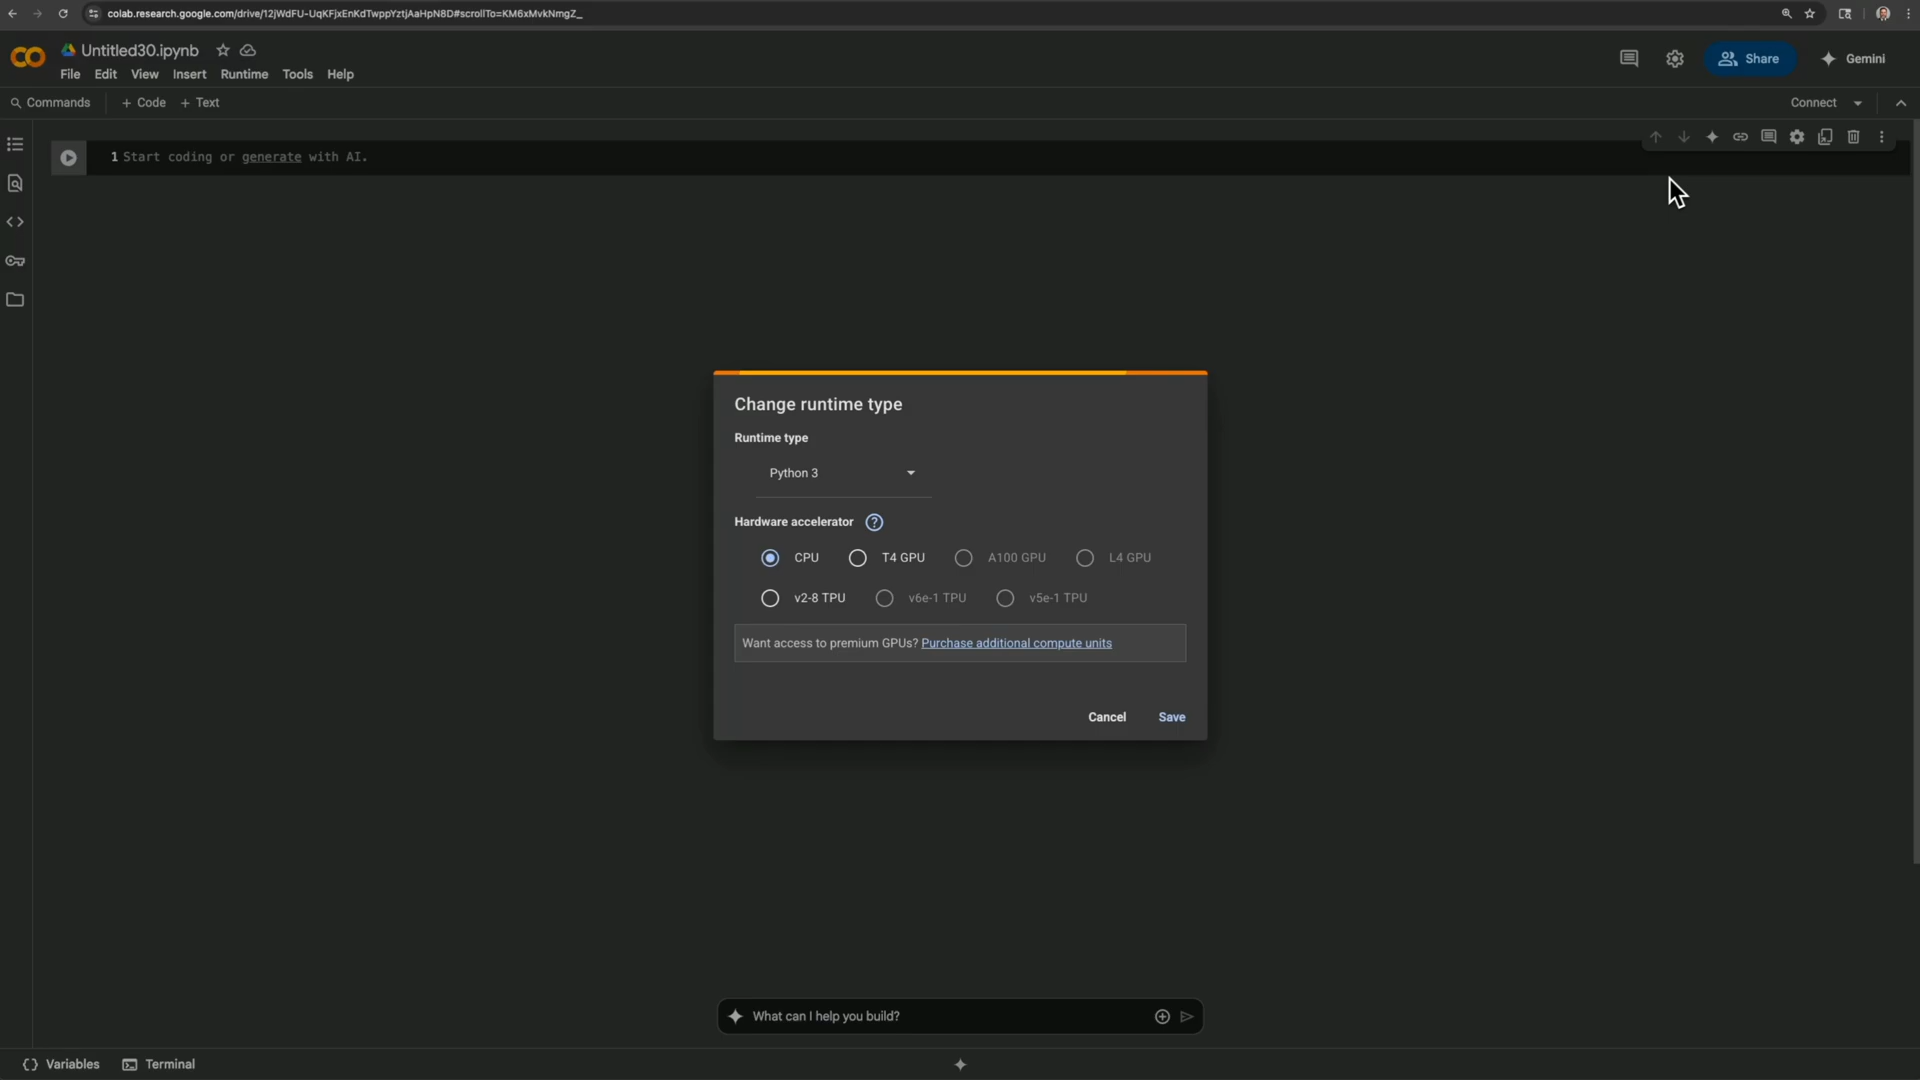 colab.research.google.com/drive/12jWdFU-UqKFjxEnKdTwppYztjAaHpN8D#scrollTo=KM6xMvkNmgZ_
CO
Untitled30.ipynb
File Edit View Insert Runtime Tools Help
Share
Gemini
Commands
+ Code + Text
Connect
1 Start coding or generate with AI.
Change runtime type
Runtime type
Python 3
Hardware accelerator ?
CPU T4 GPU A100 GPU L4 GPU
v2-8 TPU v6e-1 TPU v5e-1 TPU
Want access to premium GPUs? Purchase additional compute units
Cancel Save
What can I help you build?
Variables Terminal